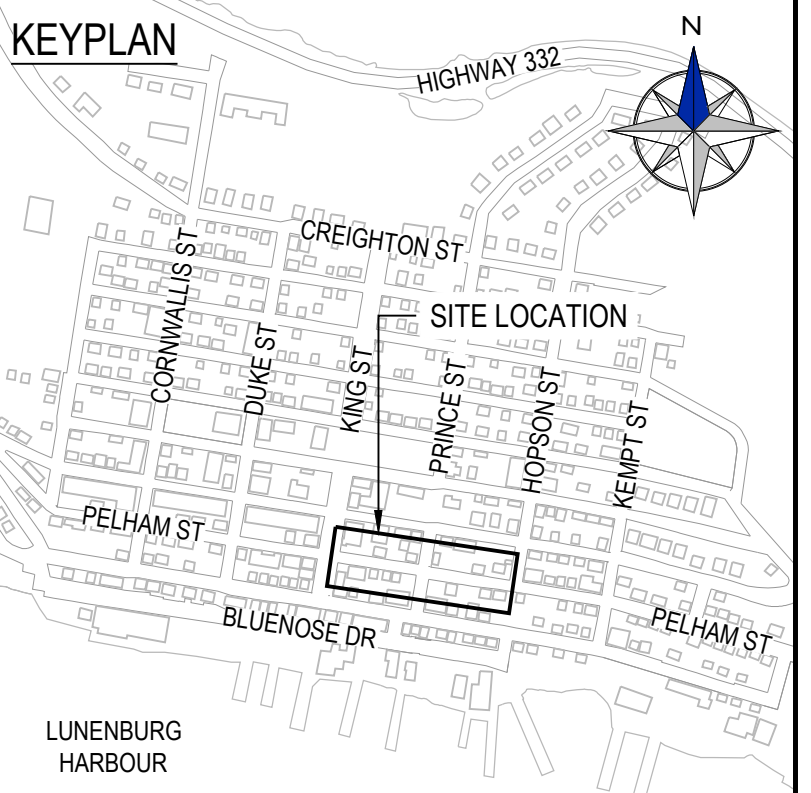 KEYPLAN
N
HIGHWAY 332
CREIGHTON ST
CORNWALLIS ST
DUKE ST
KING ST
SITE LOCATION
PRINCE ST
HOPSON ST
KEMPT ST
PELHAM ST
BLUENOSE DR
PELHAM ST
LUNENBURG
HARBOUR